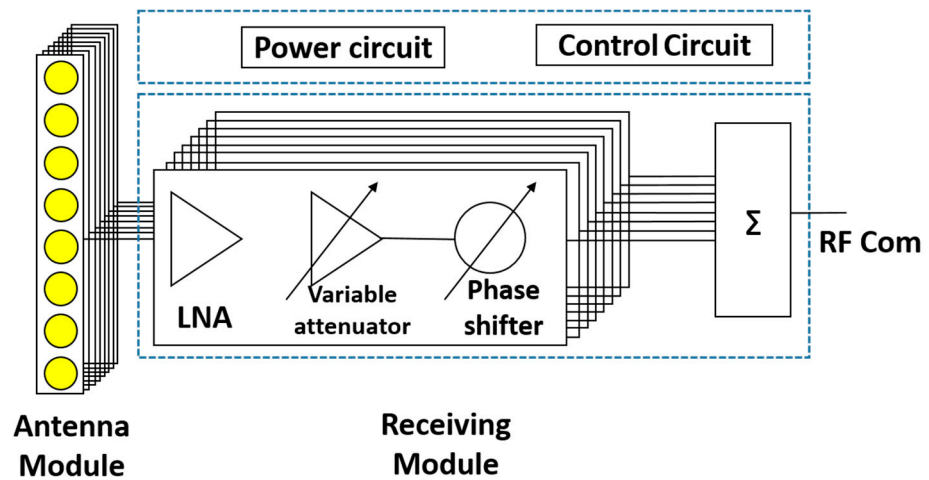 Power circuit
Control Circuit
Σ
RF Com
LNA
Variable
attenuator
Phase
shifter
Antenna
Module
Receiving
Module